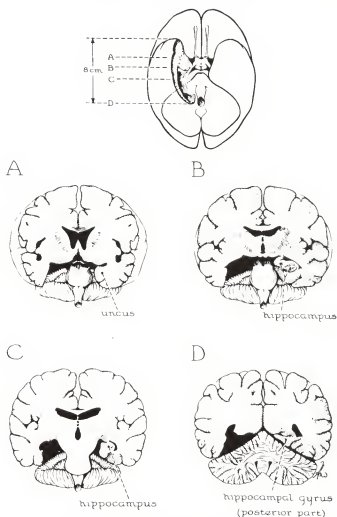 A
8 cm.
B
C
D
A
B
uncus
hippocampus
C
D
hippocampus
hippocampal gyrus
(posterior part)